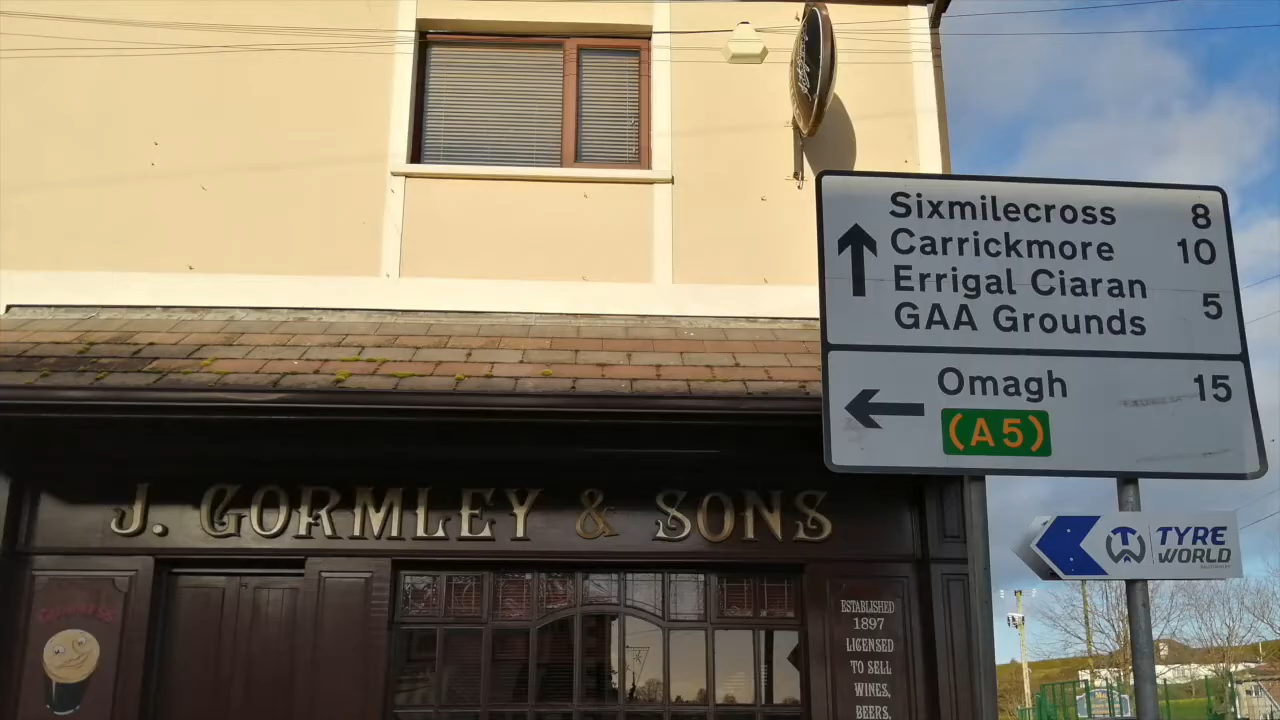 Sixmilecross 8
Carrickmore 10
Errigal Ciaran
GAA Grounds 5
Omagh 15
(A5)
J. GORMLEY & SONS
TYRE
WORLD
ESTABLISHED
1897
LICENSED
TO SELL
WINES,
BEERS,